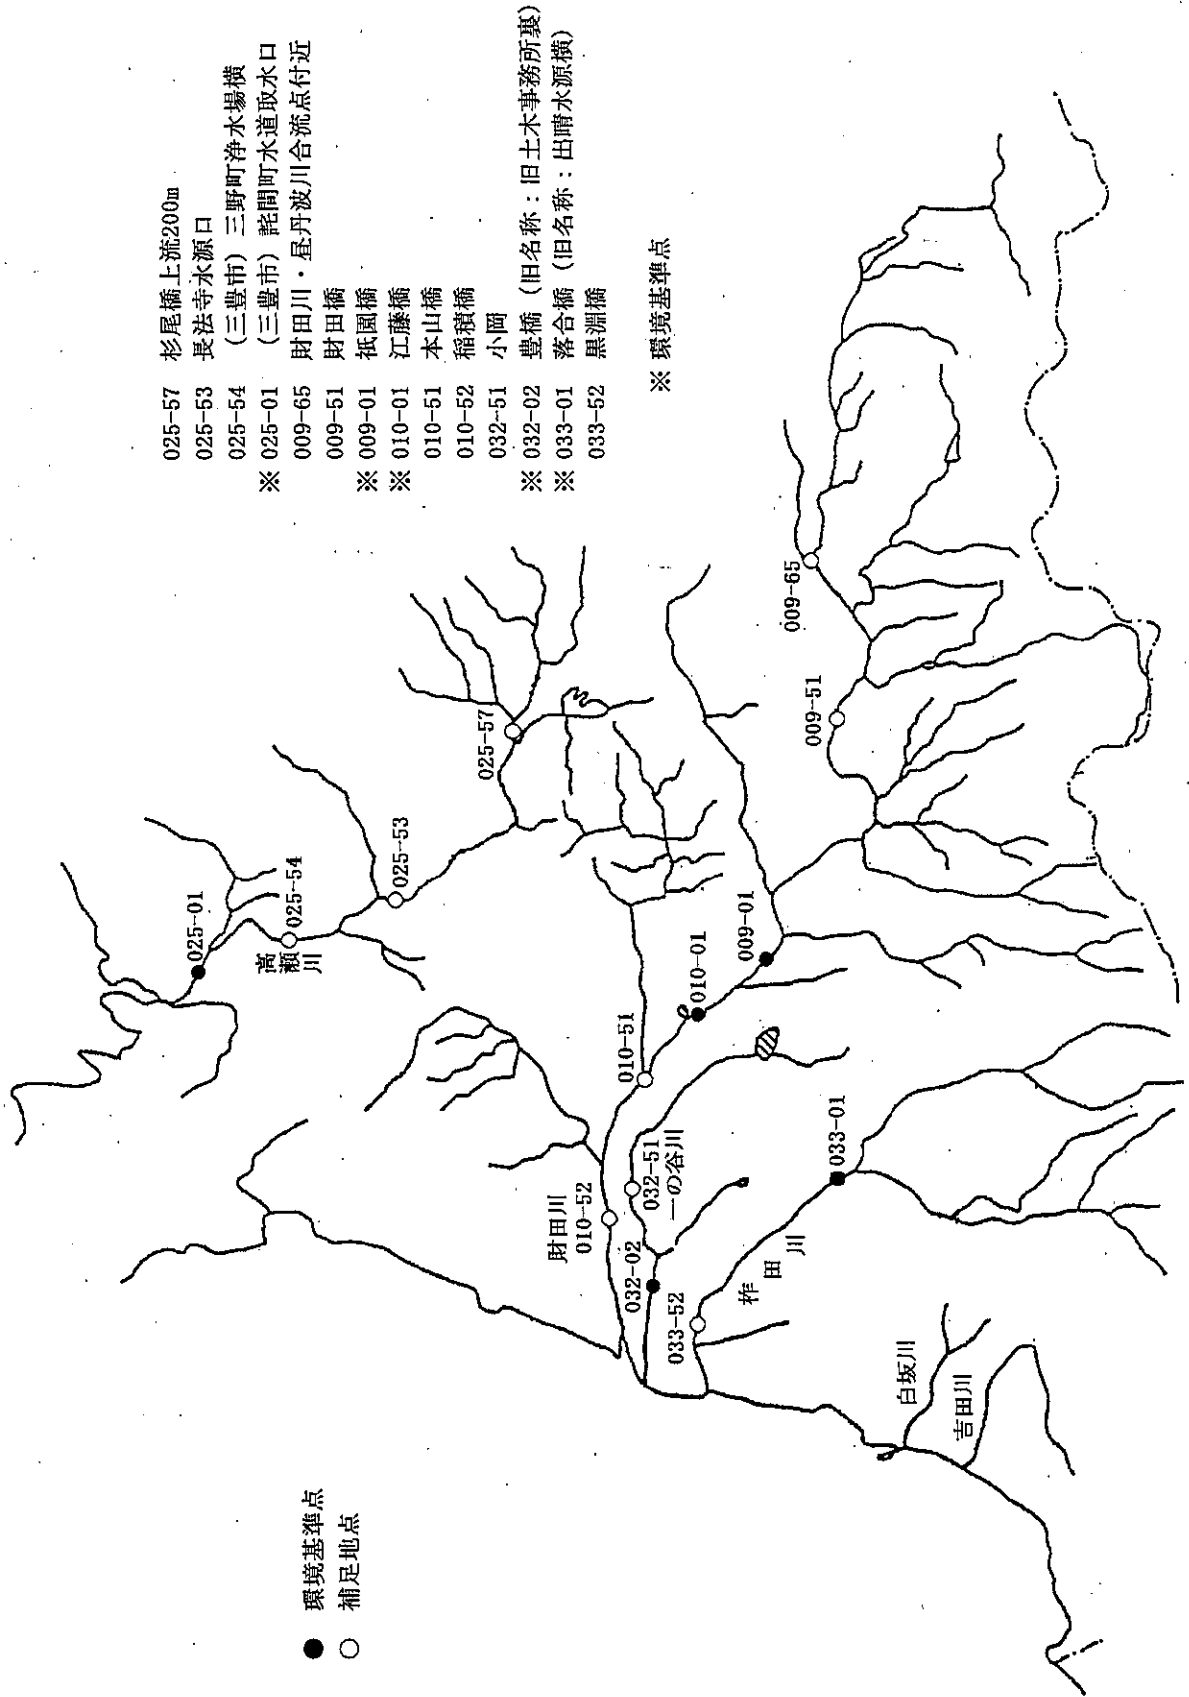 025-57 杉尾橋上流200m
025-53 長法寺水源口
025-54 (三豊市) 三野町浄水場横
※ 025-01 (三豊市) 詫間町水道取水口
009-65 財田川・昼丹波川合流点付近
009-51 財田橋
※ 009-01 祇園橋
※ 010-01 江藤橋
010-51 本山橋
010-52 稲積橋
032-51 小岡
※ 032-02 豊橋 (旧名称:旧土木事務所裏)
※ 033-01 落合橋 (旧名称:出晴水源横)
033-52 黒淵橋
※ 環境基準点
025-01
高瀬川
025-54
025-53
025-57
009-65
009-51
009-01
010-01
010-51
財田川
010-52
032-51
一の谷川
032-02
033-52
033-01
柞田川
白坂川
吉田川
● 環境基準点
○ 補足地点